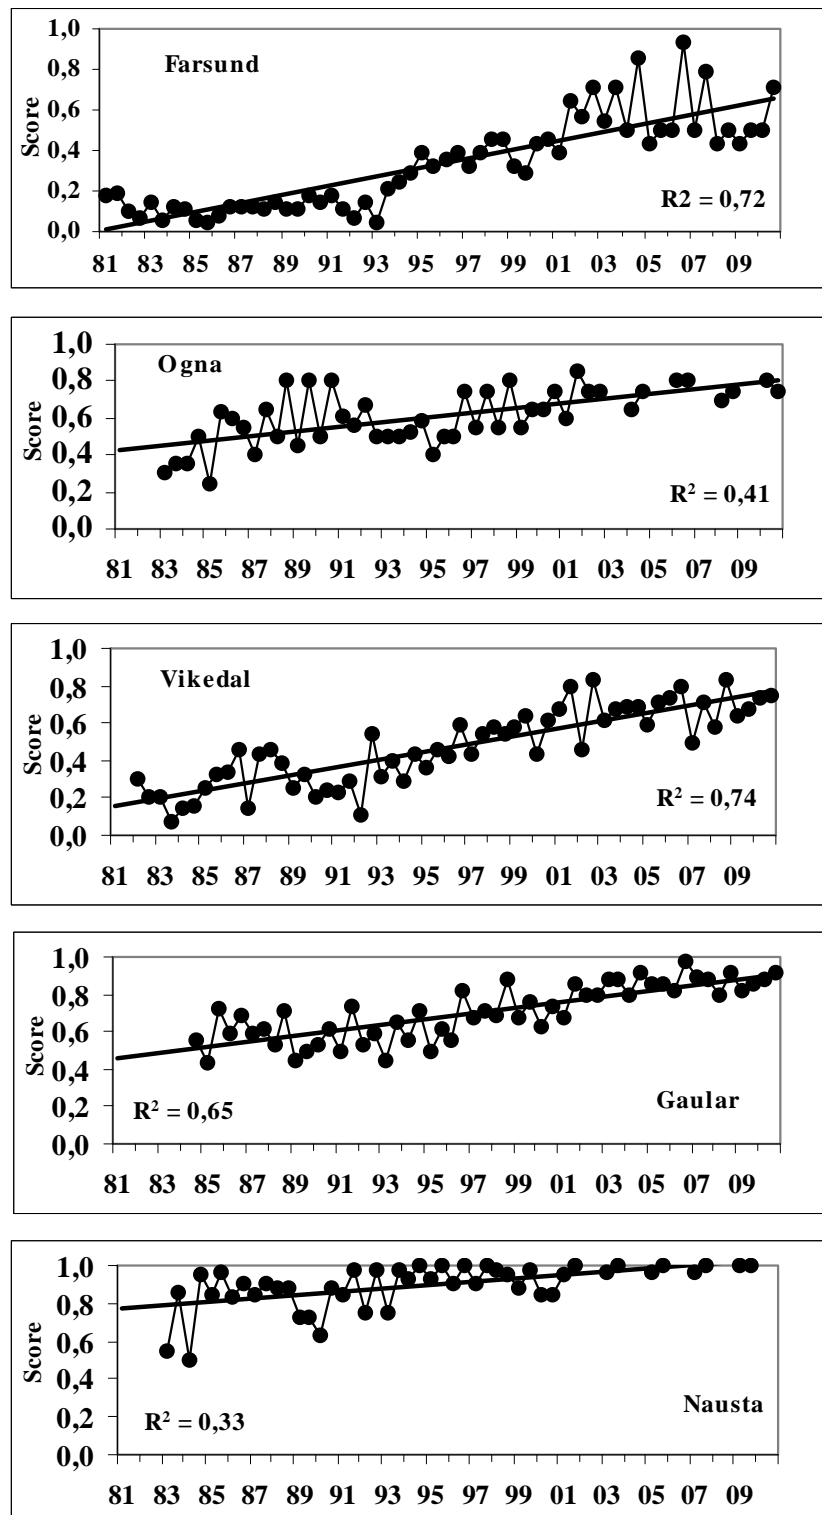 1,0
Farsund
0,8
0,6
0,4
0,2
0,0
Score
R2 = 0,72
81 83 85 87 89 91 93 95 97 99 01 03 05 07 09
1,0
Ogna
0,8
0,6
0,4
0,2
0,0
Score
R² = 0,41
81 83 85 87 89 91 93 95 97 99 01 03 05 07 09
1,0
Vikedal
0,8
0,6
0,4
0,2
0,0
Score
R² = 0,74
81 83 85 87 89 91 93 95 97 99 01 03 05 07 09
1,0
0,8
0,6
0,4
0,2
0,0
Score
Gaular
R² = 0,65
81 83 85 87 89 91 93 95 97 99 01 03 05 07 09
1,0
0,8
0,6
0,4
0,2
0,0
Score
Nausta
R² = 0,33
81 83 85 87 89 91 93 95 97 99 01 03 05 07 09